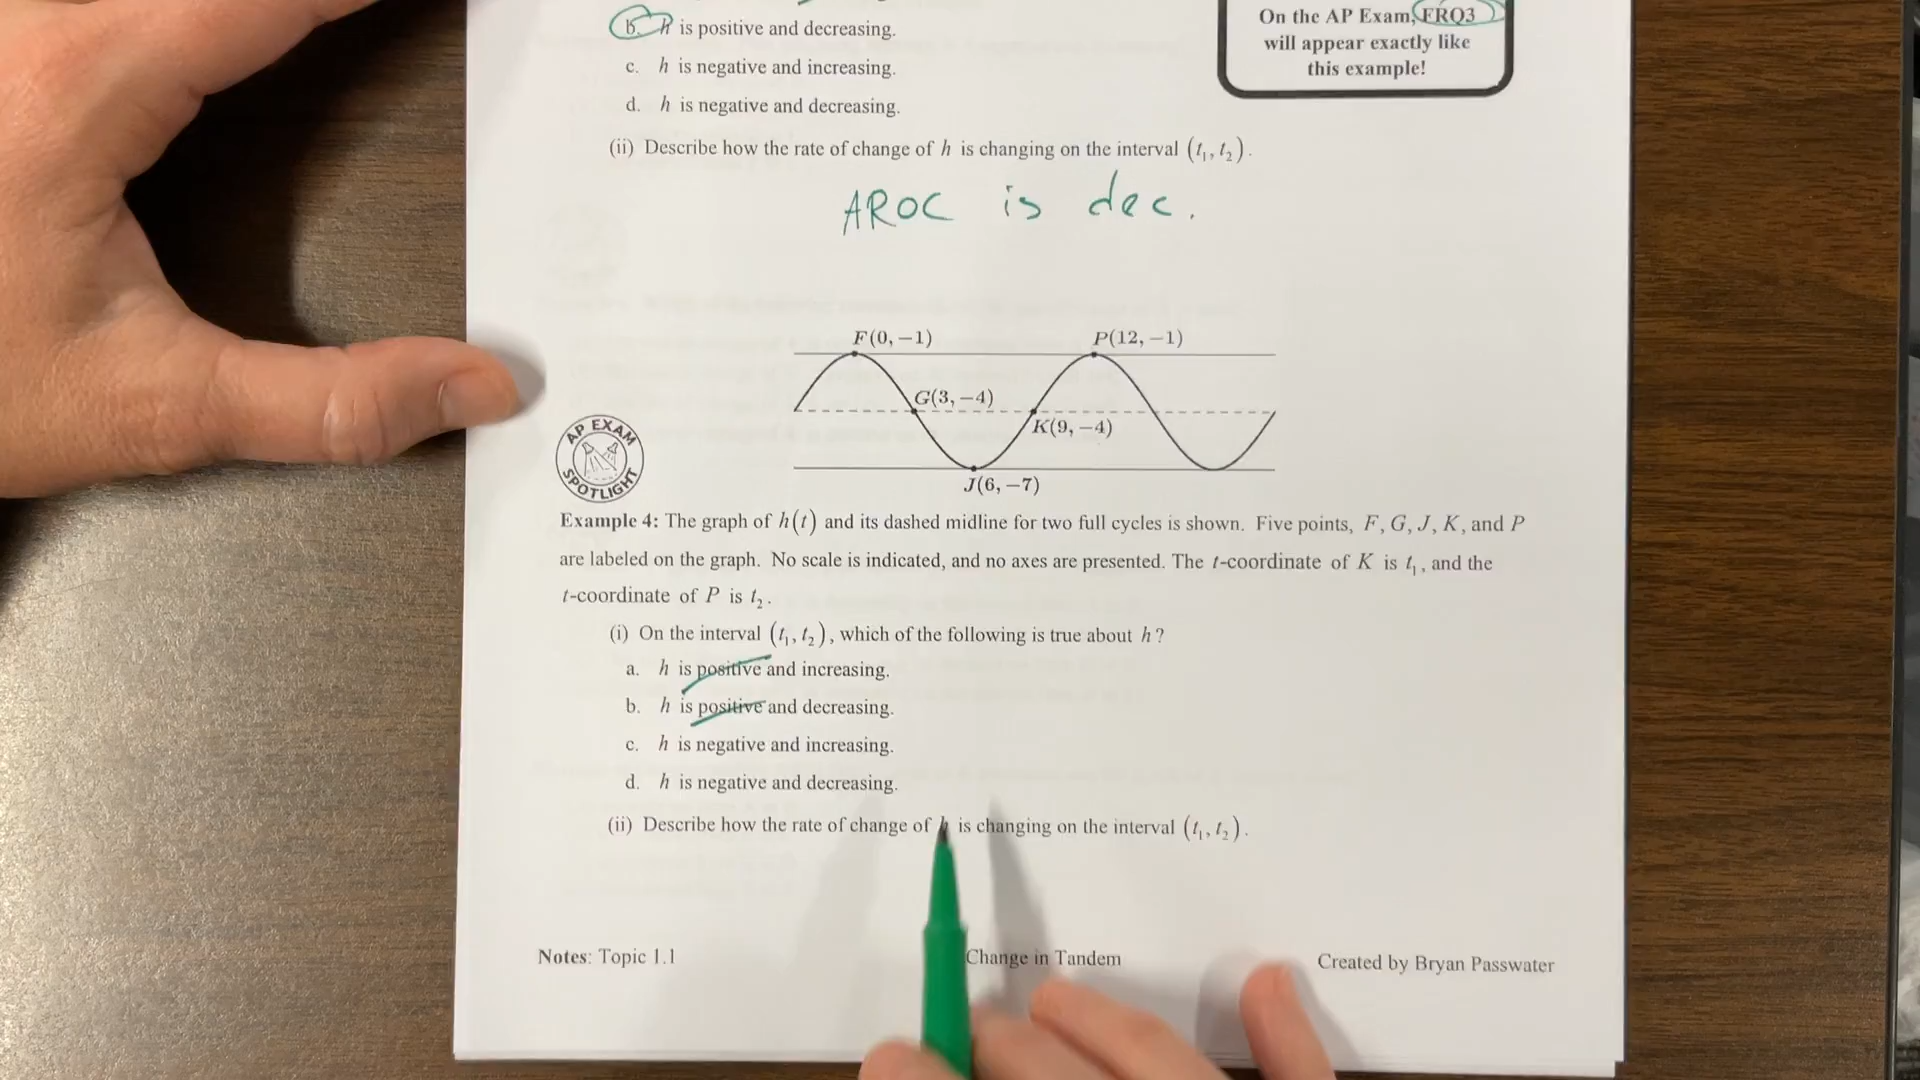 b. h is positive and decreasing.
c. h is negative and increasing.
d. h is negative and decreasing.
On the AP Exam, FRQ3
will appear exactly like
this example!
(ii) Describe how the rate of change of h is changing on the interval (t₁, t₂).
AROC is dec.
F(0, −1)
P(12, −1)
G(3, −4)
K(9, −4)
J(6, −7)
AP EXAM
SPOTLIGHT
Example 4: The graph of h(t) and its dashed midline for two full cycles is shown. Five points, F, G, J, K, and P
are labeled on the graph. No scale is indicated, and no axes are presented. The t-coordinate of K is t₁, and the
t-coordinate of P is t₂.
(i) On the interval (t₁, t₂), which of the following is true about h?
a. h is positive and increasing.
b. h is positive and decreasing.
c. h is negative and increasing.
d. h is negative and decreasing.
(ii) Describe how the rate of change of h is changing on the interval (t₁, t₂).
Notes: Topic 1.1
Change in Tandem
Created by Bryan Passwater